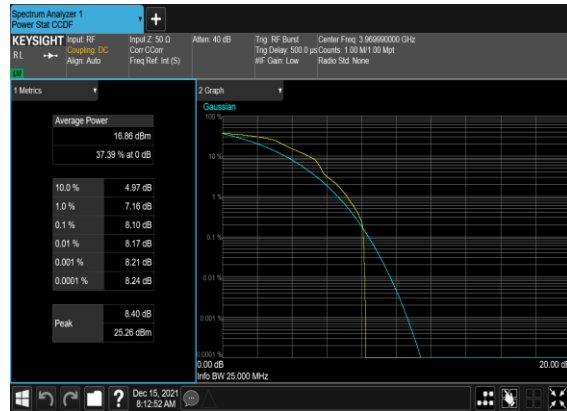 Spectrum Analyzer 1
Power Stat CCDF
KEYSIGHT
R L
Input: RF
Coupling: DC
Align: Auto
Input Z: 50 Ω
Corr CCorr
Freq Ref: Int (S)
Atten: 40 dB
Trig: RF Burst
Trig Delay: 500.0 µs
#IF Gain: Low
Center Freq: 3.969990000 GHz
Counts: 1.00 M/1.00 Mpt
Radio Std: None
1 Metrics
Average Power
16.86 dBm
37.39 % at 0 dB
10.0 % 4.97 dB
1.0 % 7.16 dB
0.1 % 8.10 dB
0.01 % 8.17 dB
0.001 % 8.21 dB
0.0001 % 8.24 dB
Peak
8.40 dB
25.26 dBm
2 Graph
Gaussian
100 %
10 %
1 %
0.1 %
0.01 %
0.001 %
0.0001 %
0.00 dB
20.00 dB
Info BW 25.000 MHz
?
Dec 15, 2021
8:12:52 AM